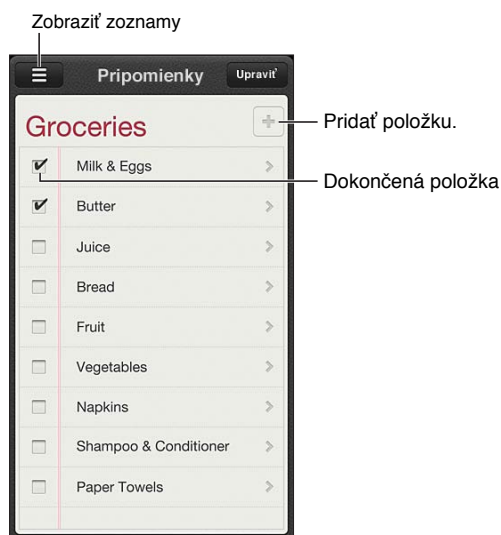 Zobraziť zoznamy
Pripomienky Upraviť
Groceries
Pridať položku.
Milk & Eggs
Dokončená položka
Butter
Juice
Bread
Fruit
Vegetables
Napkins
Shampoo & Conditioner
Paper Towels